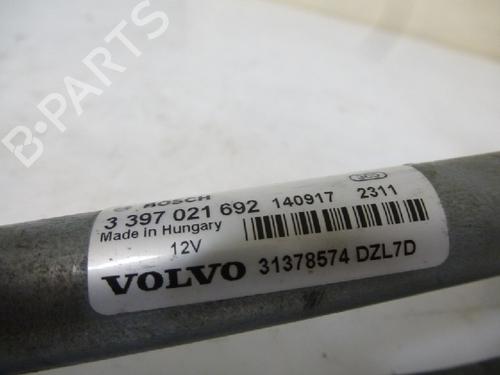 B-PARTS
BOSCH
3 397 021 692 140917 2311
Made in Hungary
12V
VOLVO 31378574 DZL7D